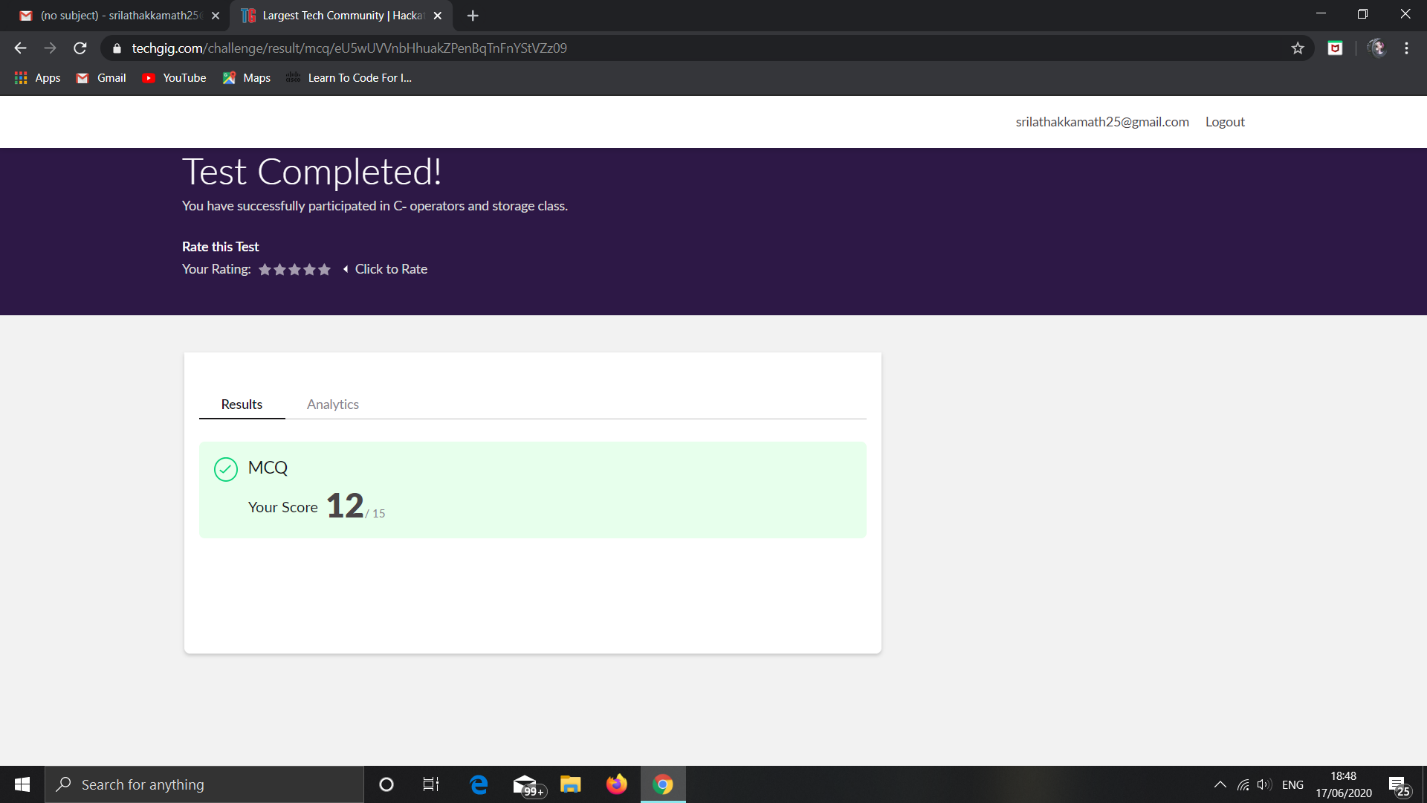 (no subject) - srilathakkamath25
Largest Tech Community | Hacka
techgig.com/challenge/result/mcq/eU5wUVVnbHhuakZPenBqTnFnYStVZz09
Apps Gmail YouTube Maps Learn To Code For I...
srilathakkamath25@gmail.com Logout
Test Completed!
You have successfully participated in C- operators and storage class.
Rate this Test
Your Rating: Click to Rate
Results Analytics
MCQ
Your Score 12 / 15
Search for anything
99+
ENG
18:48
17/06/2020
25